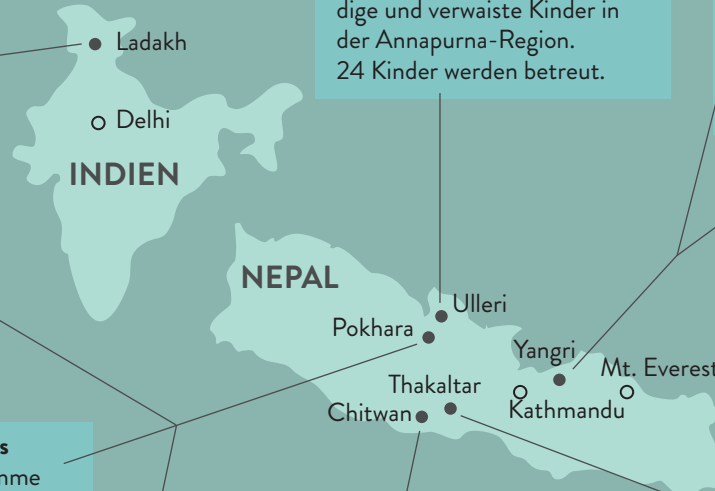 dige und verwaiste Kinder in
der Annapurna-Region.
24 Kinder werden betreut.
Ladakh
Delhi
INDIEN
NEPAL
Ulleri
Pokhara
Yangri
Mt. Everest
Thakaltar
Kathmandu
Chitwan
s
nme